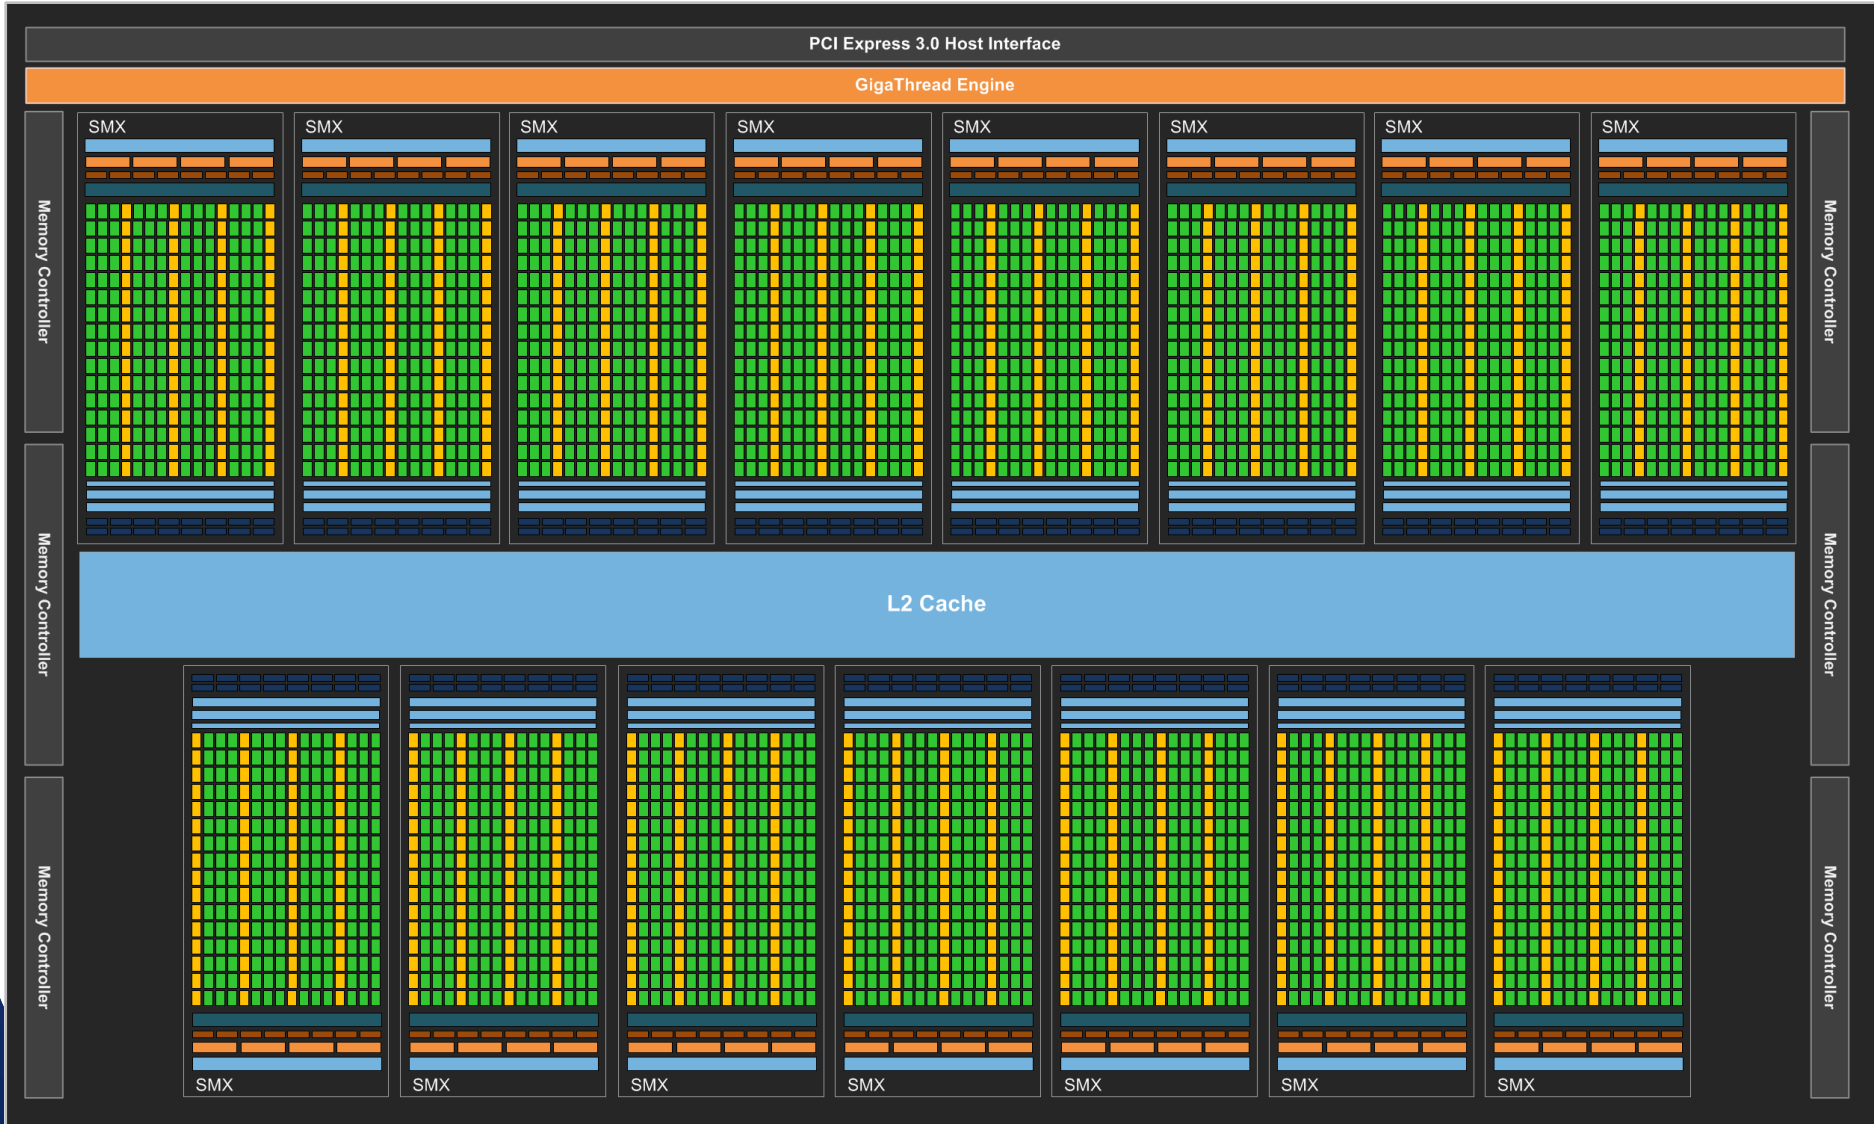 PCI Express 3.0 Host Interface
GigaThread Engine
SMX
SMX
SMX
SMX
SMX
SMX
SMX
SMX
Memory Controller
Memory Controller
Memory Controller
Memory Controller
L2 Cache
Memory Controller
Memory Controller
SMX
SMX
SMX
SMX
SMX
SMX
SMX